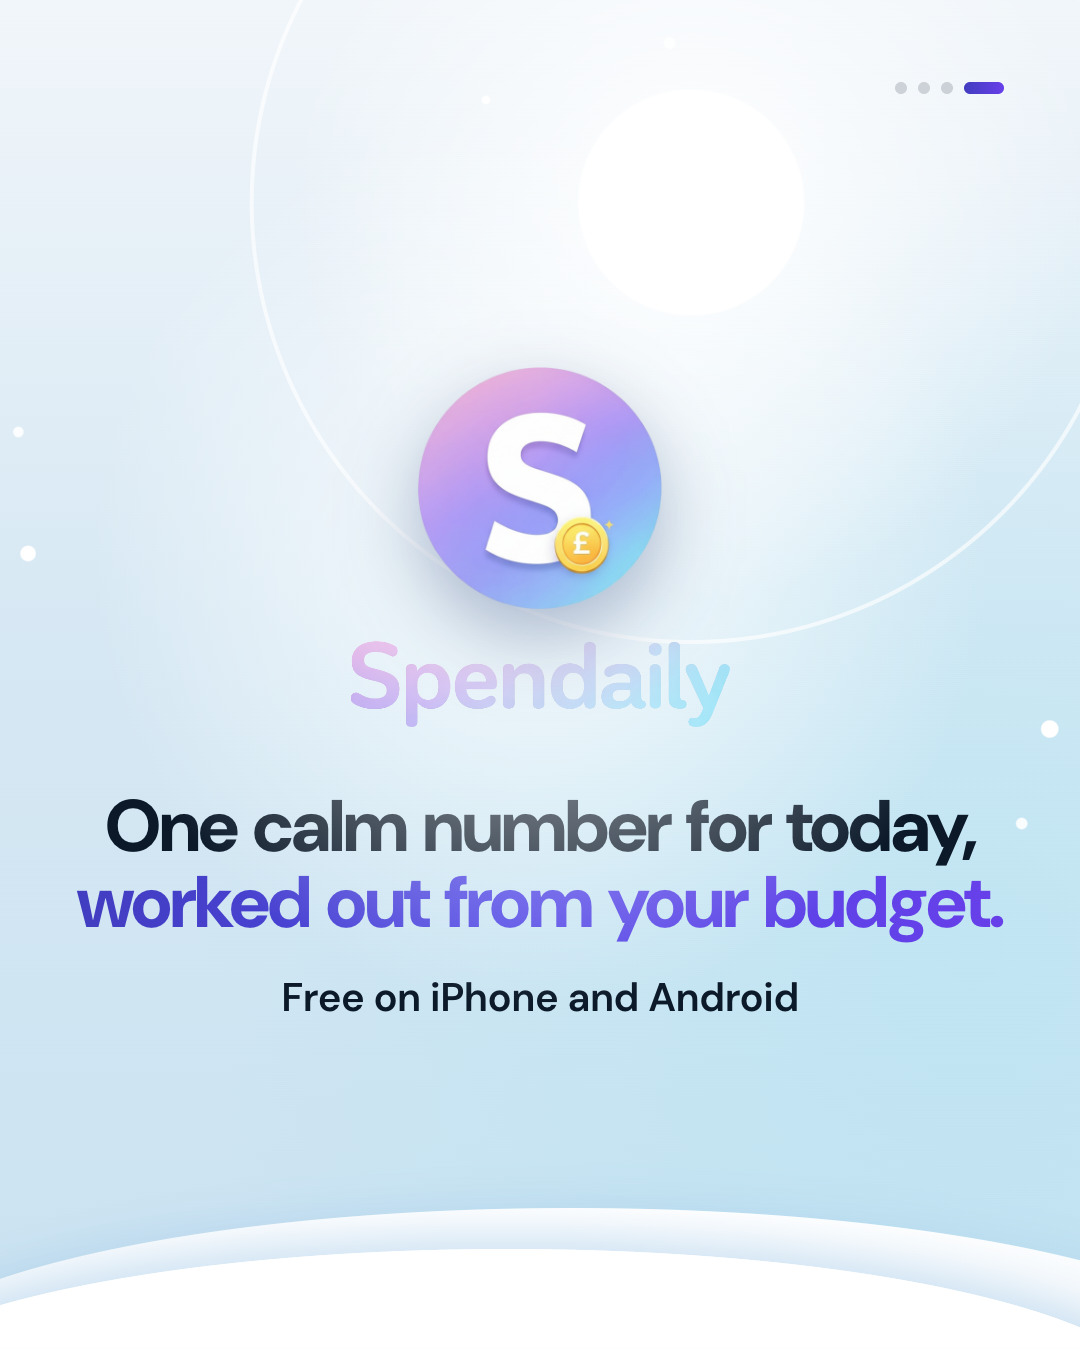 S
£
Spendaily
One calm number for today,
worked out from your budget.
Free on iPhone and Android